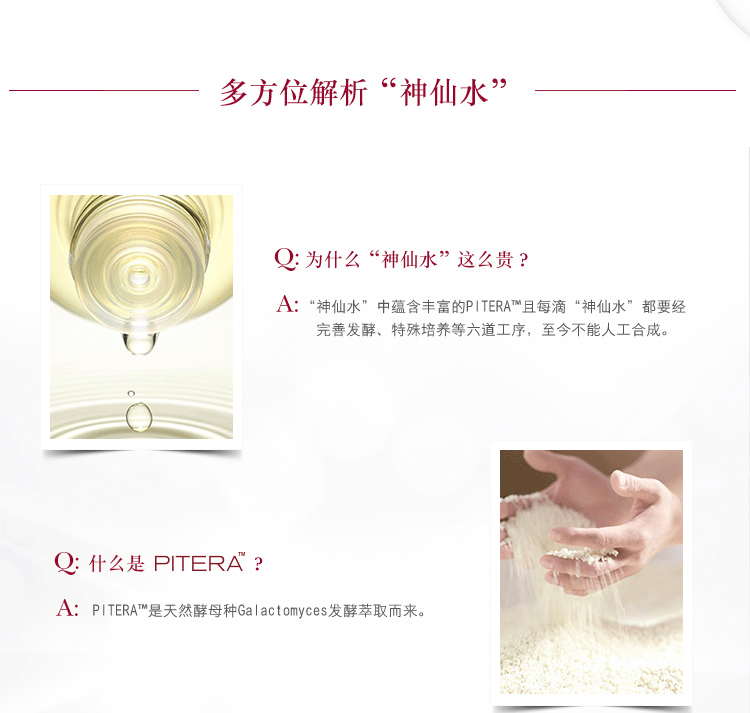 多方位解析“神仙水”
Q: 为什么“神仙水”这么贵？
A: “神仙水”中蕴含丰富的PITERA™且每滴“神仙水”都要经
完善发酵、特殊培养等六道工序，至今不能人工合成。
Q: 什么是 PITERA™？
A: PITERA™是天然酵母种Galactomyces发酵萃取而来。